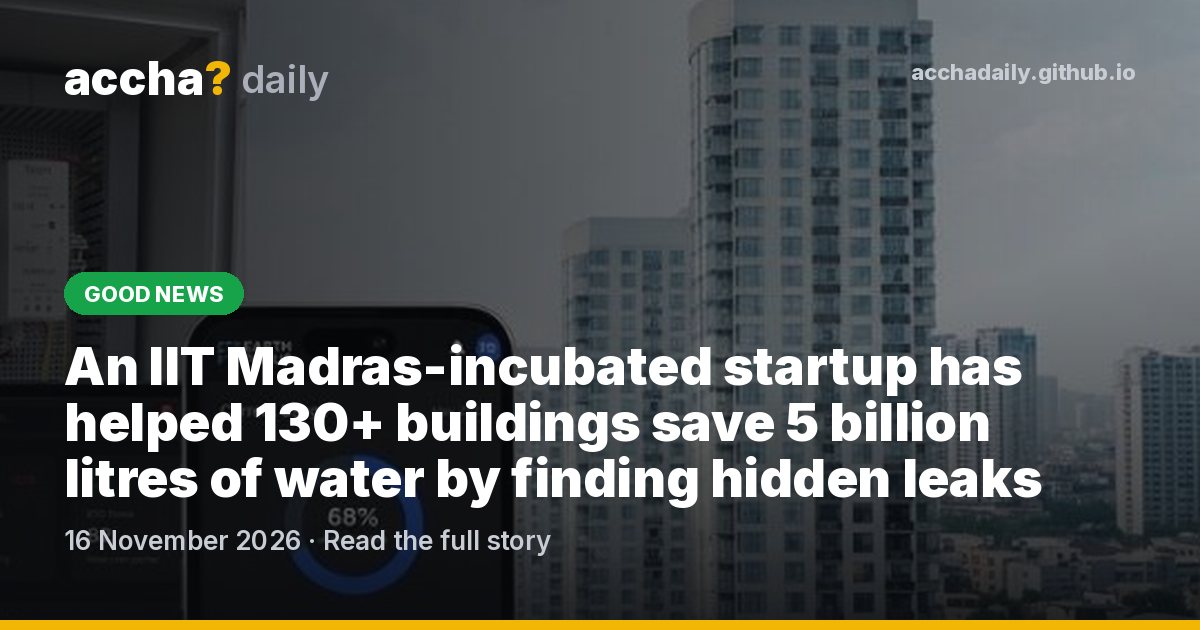 accha? daily
acchadaily.github.io
GOOD NEWS
An IIT Madras-incubated startup has
helped 130+ buildings save 5 billion
litres of water by finding hidden leaks
68%
16 November 2026 · Read the full story